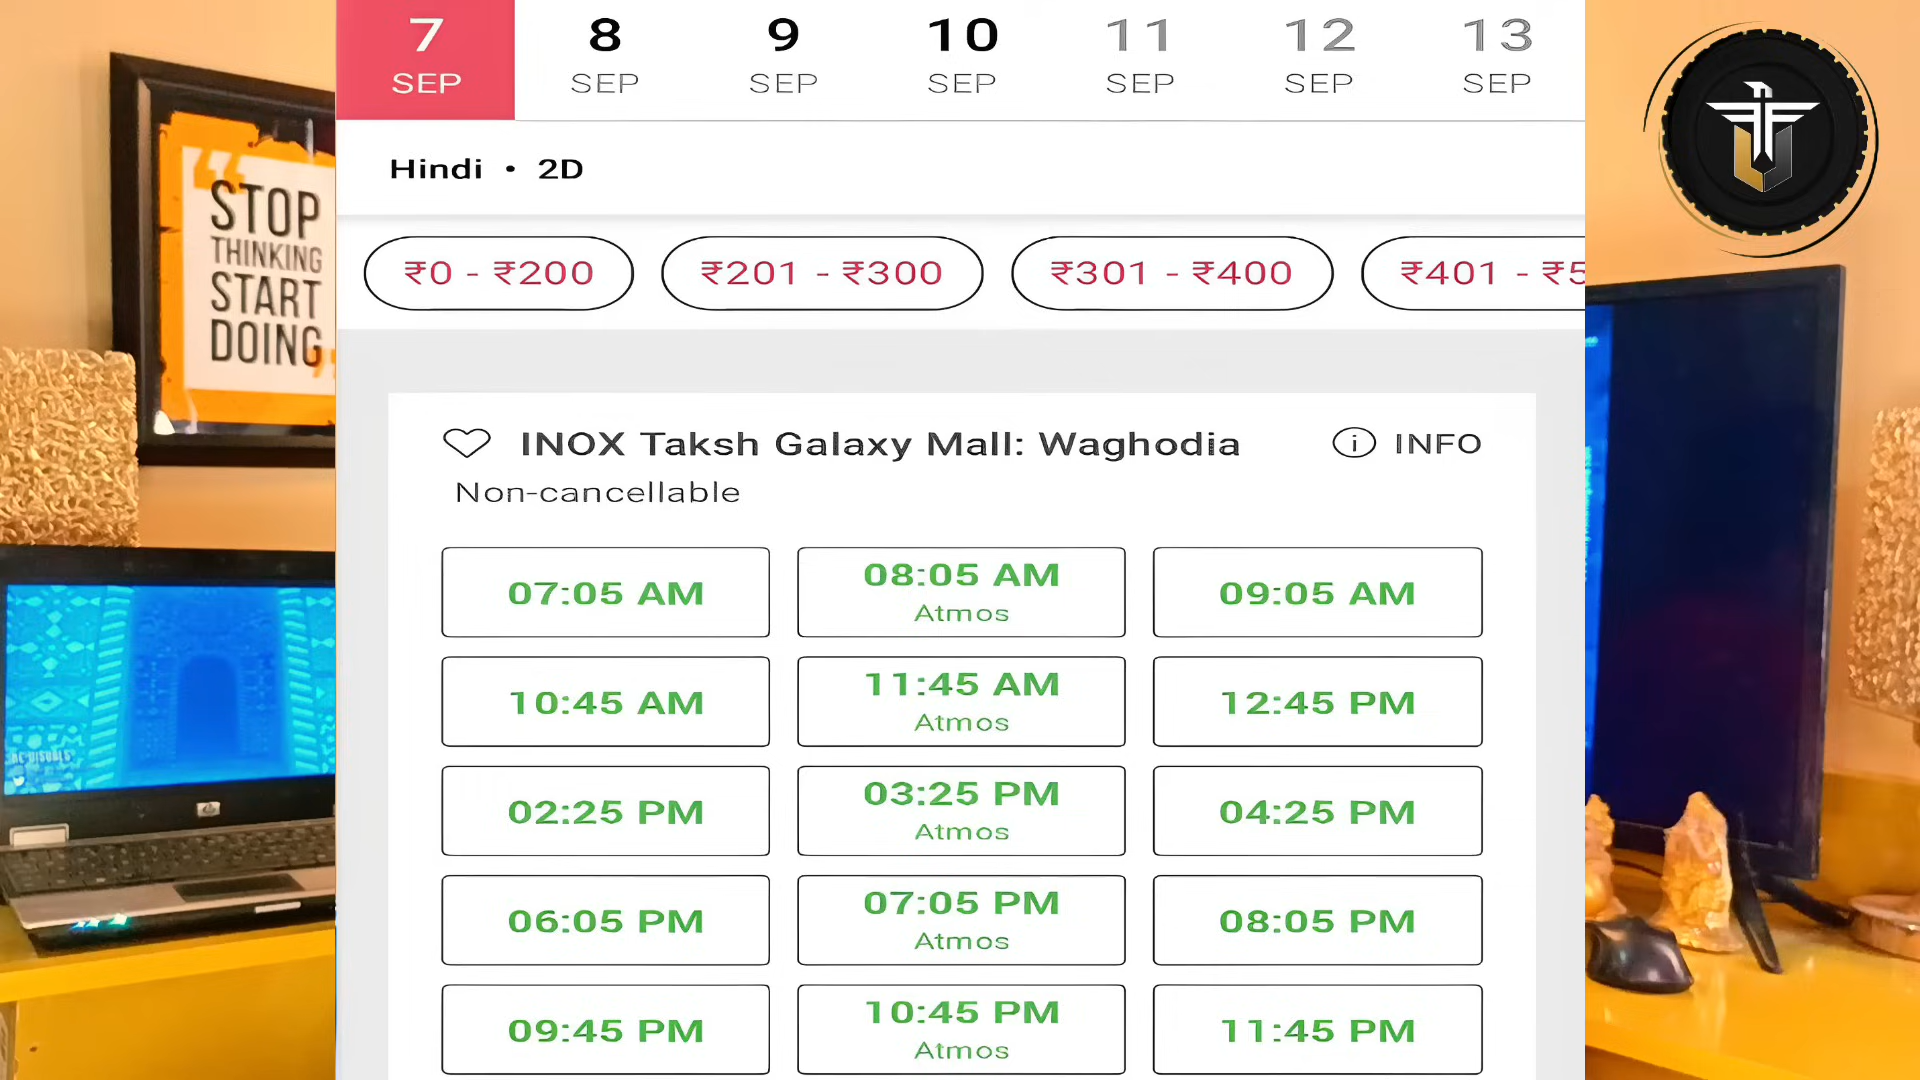 7 8 9 10 11 12 13
SEP SEP SEP SEP SEP SEP SEP
Hindi • 2D
₹0 - ₹200 ₹201 - ₹300 ₹301 - ₹400 ₹401 - ₹5
STOP
THINKING
START
DOING
INOX Taksh Galaxy Mall: Waghodia INFO
Non-cancellable
07:05 AM 08:05 AM 09:05 AM
Atmos
10:45 AM 11:45 AM 12:45 PM
Atmos
02:25 PM 03:25 PM 04:25 PM
Atmos
06:05 PM 07:05 PM 08:05 PM
Atmos
09:45 PM 10:45 PM 11:45 PM
Atmos
hp